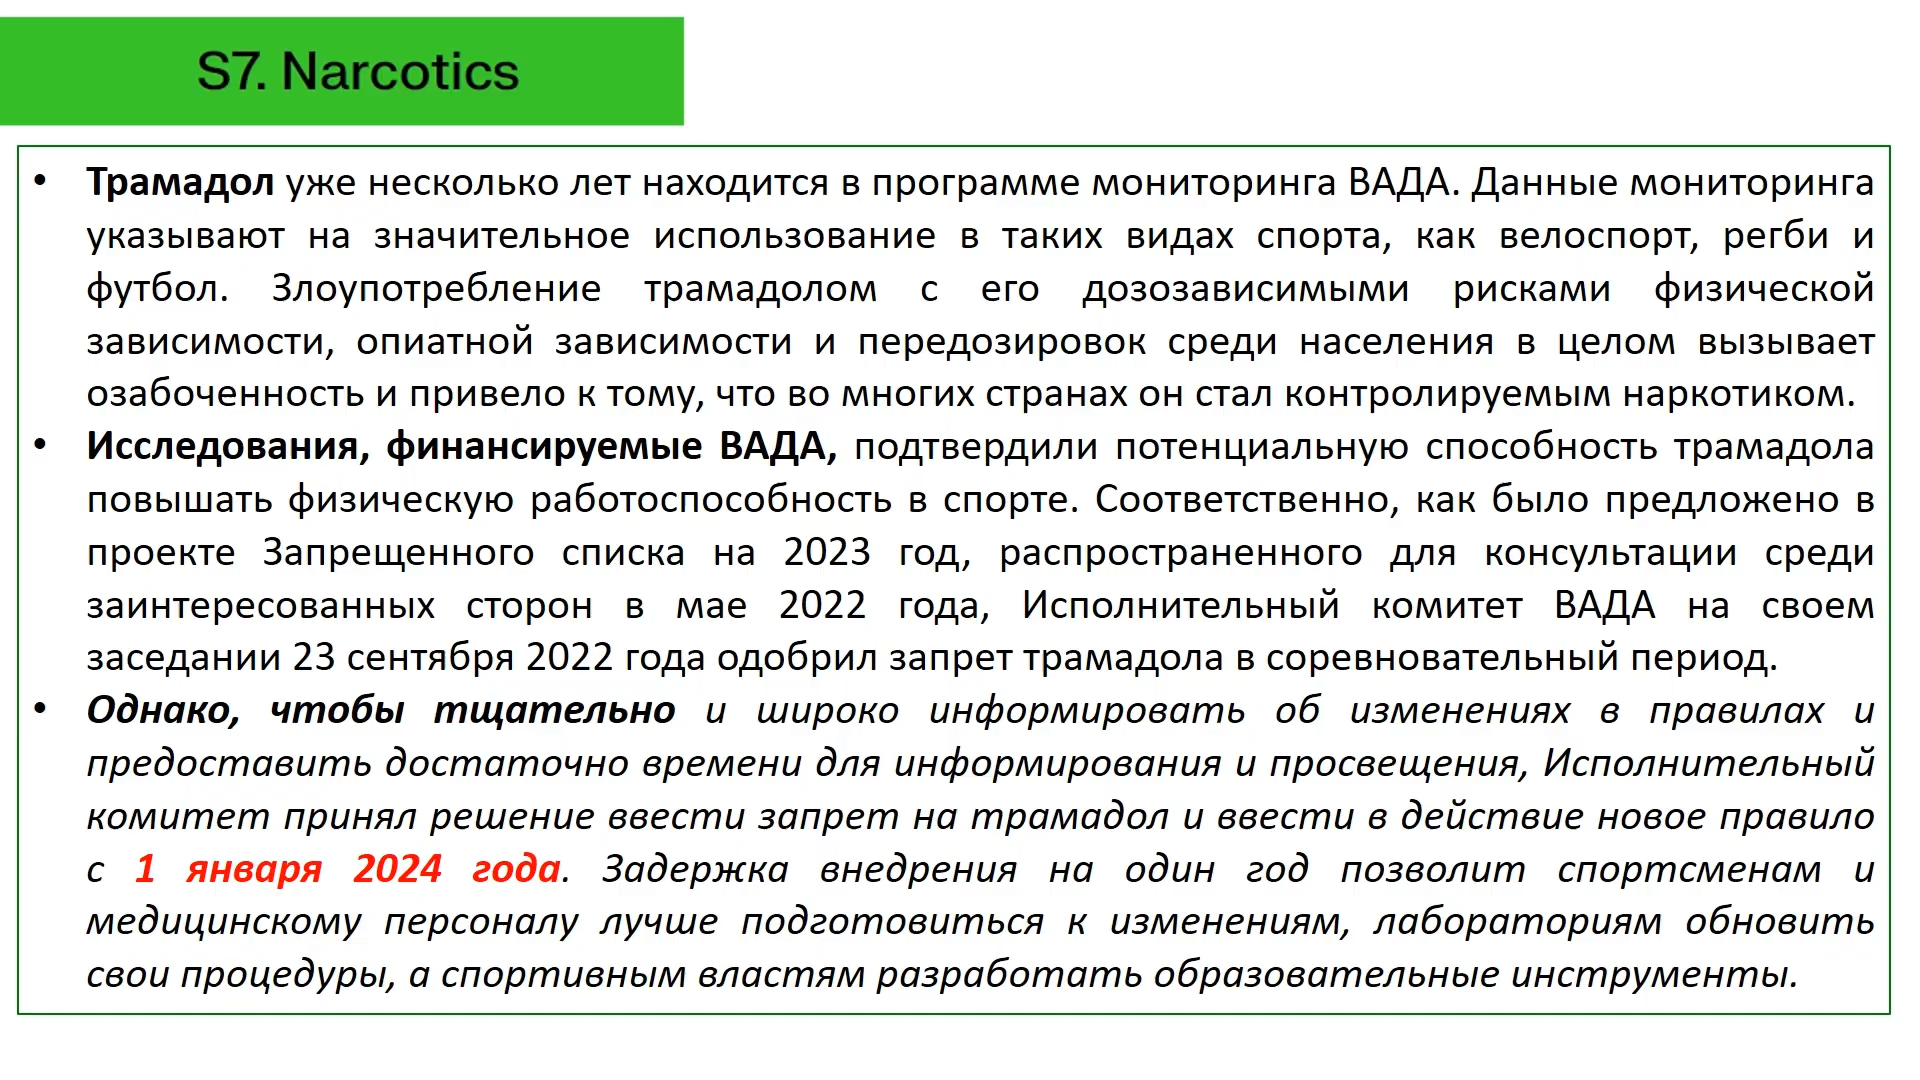 S7. Narcotics
• Трамадол уже несколько лет находится в программе мониторинга ВАДА. Данные мониторинга
указывают на значительное использование в таких видах спорта, как велоспорт, регби и
футбол. Злоупотребление трамадолом с его дозозависимыми рисками физической
зависимости, опиатной зависимости и передозировок среди населения в целом вызывает
озабоченность и привело к тому, что во многих странах он стал контролируемым наркотиком.
• Исследования, финансируемые ВАДА, подтвердили потенциальную способность трамадола
повышать физическую работоспособность в спорте. Соответственно, как было предложено в
проекте Запрещенного списка на 2023 год, распространенного для консультации среди
заинтересованных сторон в мае 2022 года, Исполнительный комитет ВАДА на своем
заседании 23 сентября 2022 года одобрил запрет трамадола в соревновательный период.
• Однако, чтобы тщательно и широко информировать об изменениях в правилах и
предоставить достаточно времени для информирования и просвещения, Исполнительный
комитет принял решение ввести запрет на трамадол и ввести в действие новое правило
с 1 января 2024 года. Задержка внедрения на один год позволит спортсменам и
медицинскому персоналу лучше подготовиться к изменениям, лабораториям обновить
свои процедуры, а спортивным властям разработать образовательные инструменты.